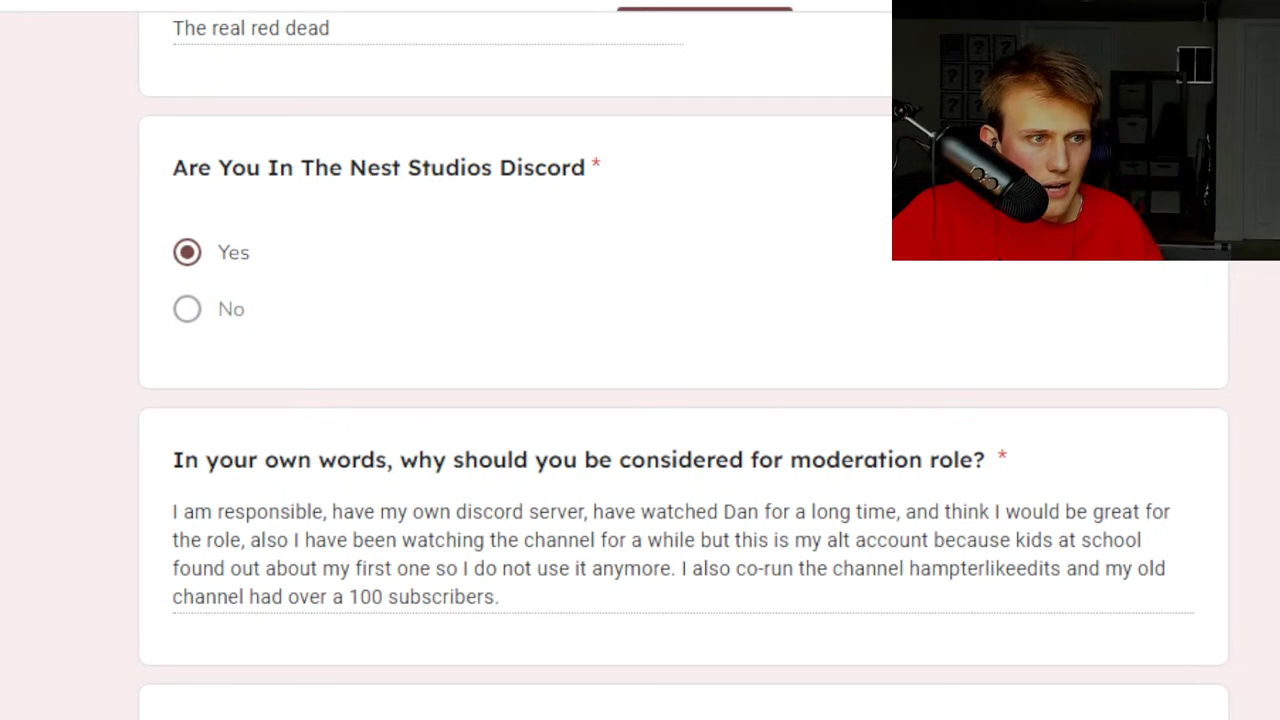 The real red dead
Are You In The Nest Studios Discord *
Yes
No
In your own words, why should you be considered for moderation role? *
I am responsible, have my own discord server, have watched Dan for a long time, and think I would be great for
the role, also I have been watching the channel for a while but this is my alt account because kids at school
found out about my first one so I do not use it anymore. I also co-run the channel hampterlikeedits and my old
channel had over a 100 subscribers.